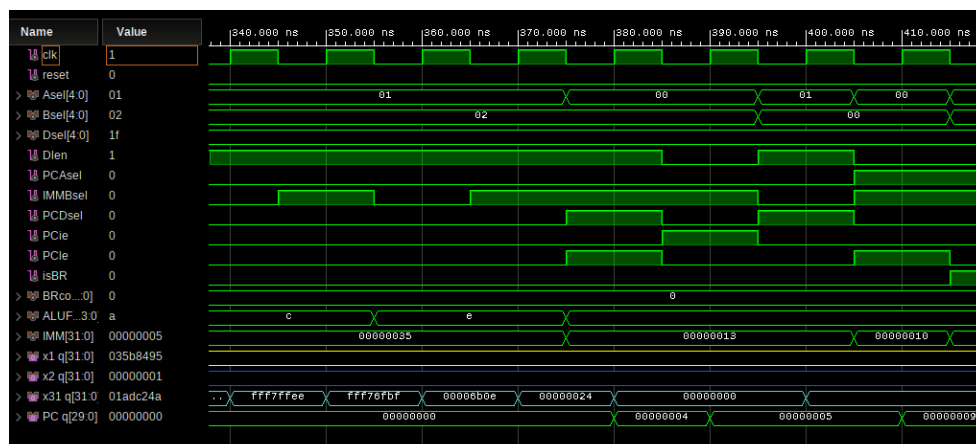 Name Value 340.000 ns 350.000 ns 360.000 ns 370.000 ns 380.000 ns 390.000 ns 400.000 ns 410.000 ns
clk 1
reset 0
Asel[4:0] 01 01 00 01 00
Bsel[4:0] 02 02 00
Dsel[4:0] 1f
Dlen 1
PCAsel 0
IMMBsel 0
PCDsel 0
PCie 0
PCle 0
isBR 0
BRco...:0] 0 0
ALUF...3:0] a c e
IMM[31:0] 00000005 00000035 00000013 00000010
x1 q[31:0] 035b8495
x2 q[31:0] 00000001
x31 q[31:0] 01adc24a .. fff7ffee fff76fbf 00006b0e 00000024 00000000
PC q[29:0] 00000000 00000000 00000004 00000005 00000009